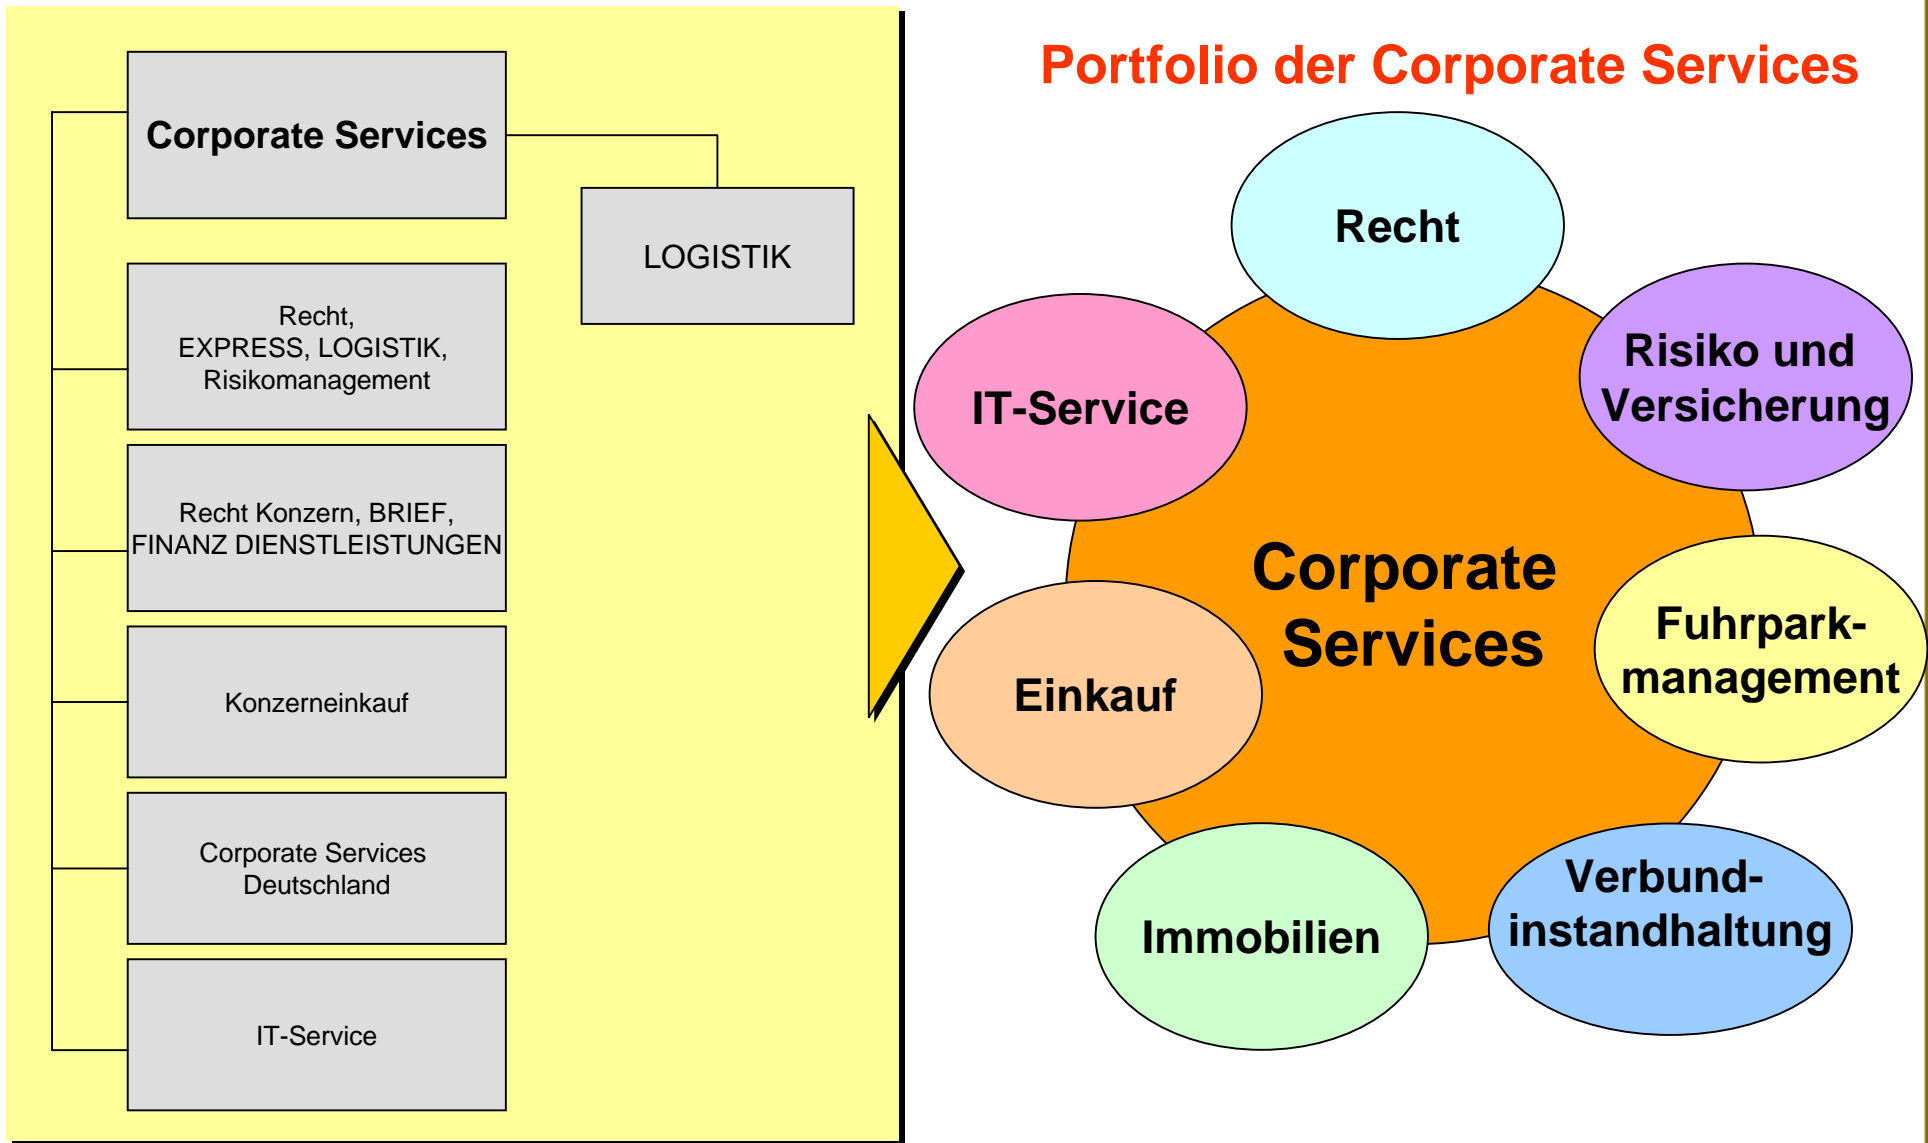 Corporate Services
LOGISTIK
Recht,
EXPRESS, LOGISTIK,
Risikomanagement
Recht Konzern, BRIEF,
FINANZ DIENSTLEISTUNGEN
Konzerneinkauf
Corporate Services
Deutschland
IT-Service
Portfolio der Corporate Services
Recht
Risiko und
Versicherung
IT-Service
Corporate
Services
Fuhrpark-
management
Einkauf
Verbund-
instandhaltung
Immobilien